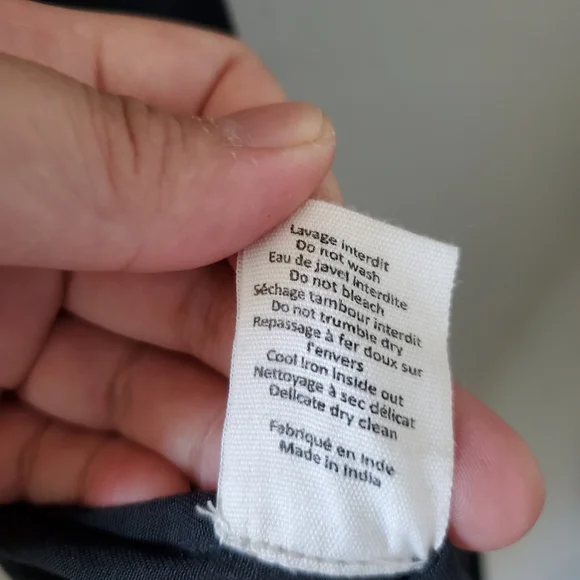 Lavage interdit
Do not wash
Eau de javel interdite
Do not bleach
Séchage tambour interdit
Do not trumble dry
Repassage à fer doux sur
l'envers
Cool Iron Inside out
Nettoyage à sec délicat
Delicate dry clean
Fabriqué en Inde
Made in India